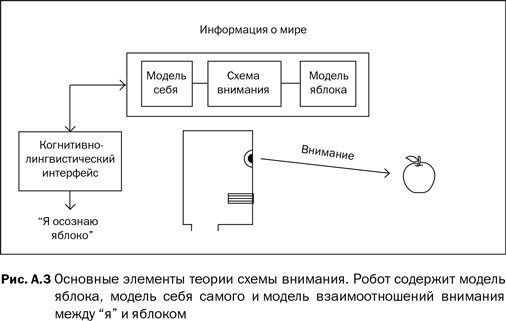 Информация о мире
Модель
себя
Схема
внимания
Модель
яблока
Когнитивно-
лингвистический
интерфейс
Внимание
“Я осознаю
яблоко”
Рис. А.3 Основные элементы теории схемы внимания. Робот содержит модель
яблока, модель себя самого и модель взаимоотношений внимания
между “я” и яблоком